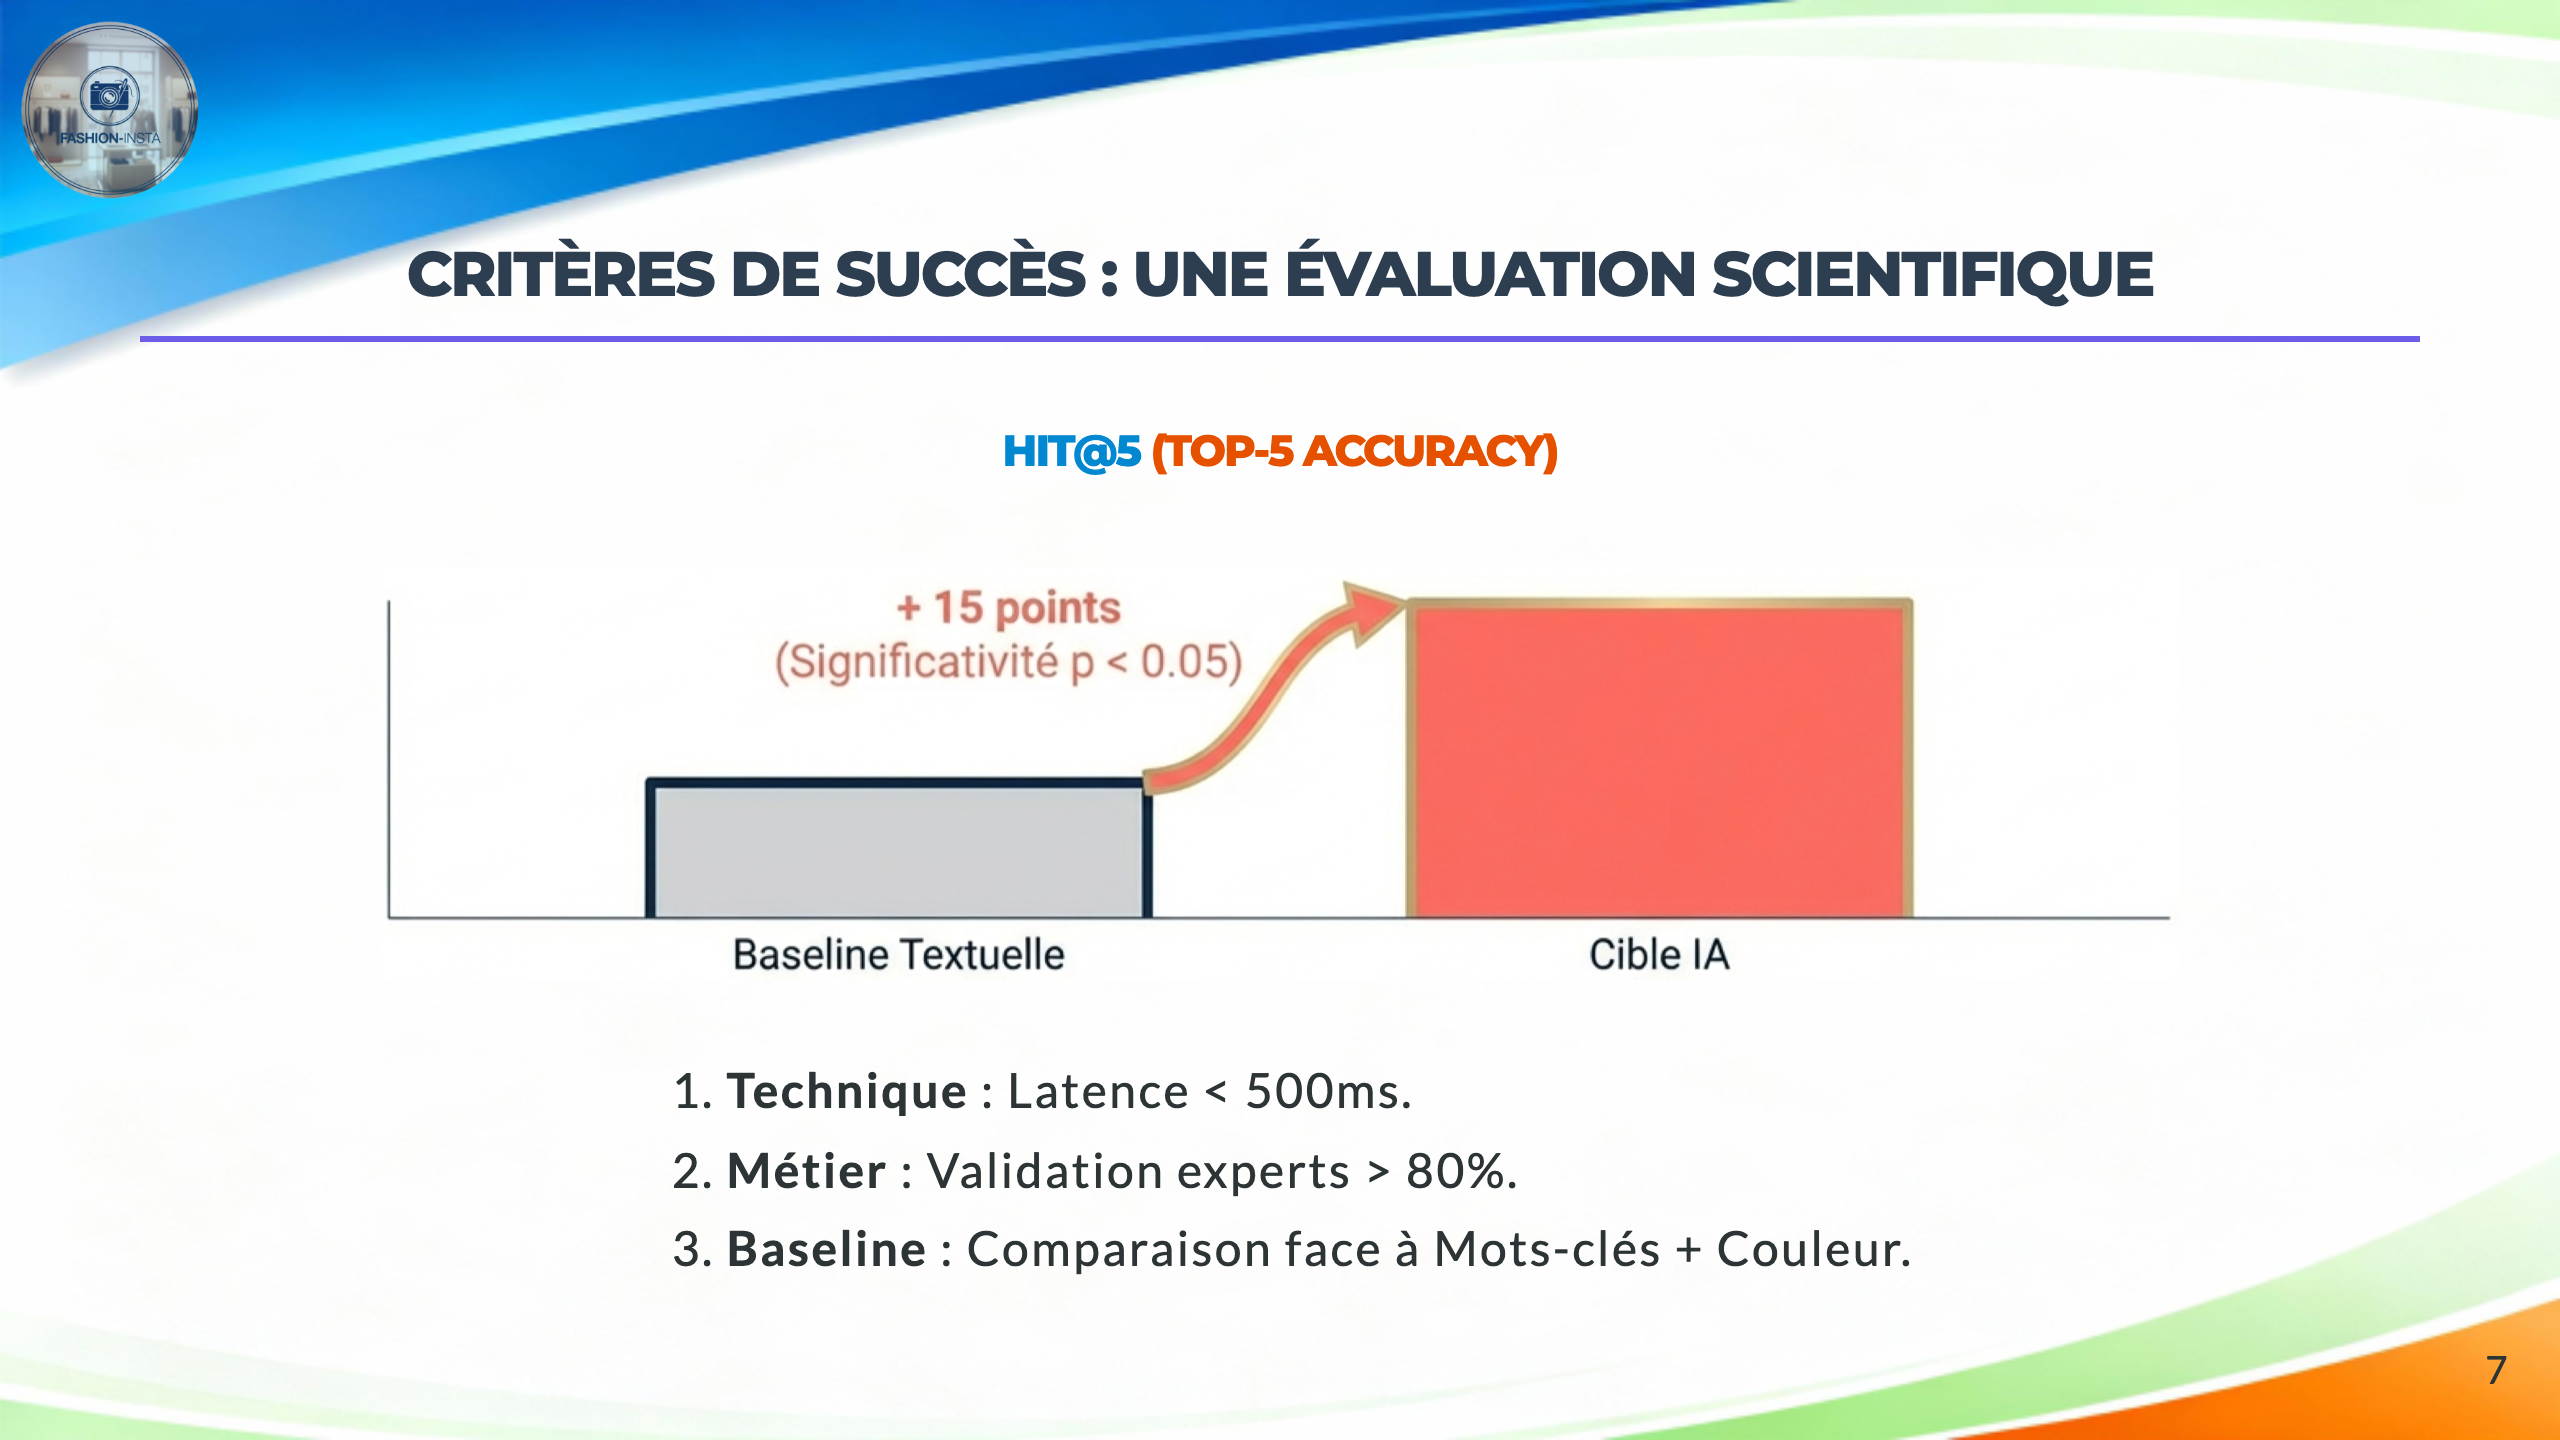 FASHION-INSTA
CRITÈRES DE SUCCÈS : UNE ÉVALUATION SCIENTIFIQUE
HIT@5 (TOP-5 ACCURACY)
+ 15 points
(Significativité p < 0.05)
Baseline Textuelle
Cible IA
1. Technique : Latence < 500ms.
2. Métier : Validation experts > 80%.
3. Baseline : Comparaison face à Mots-clés + Couleur.
7